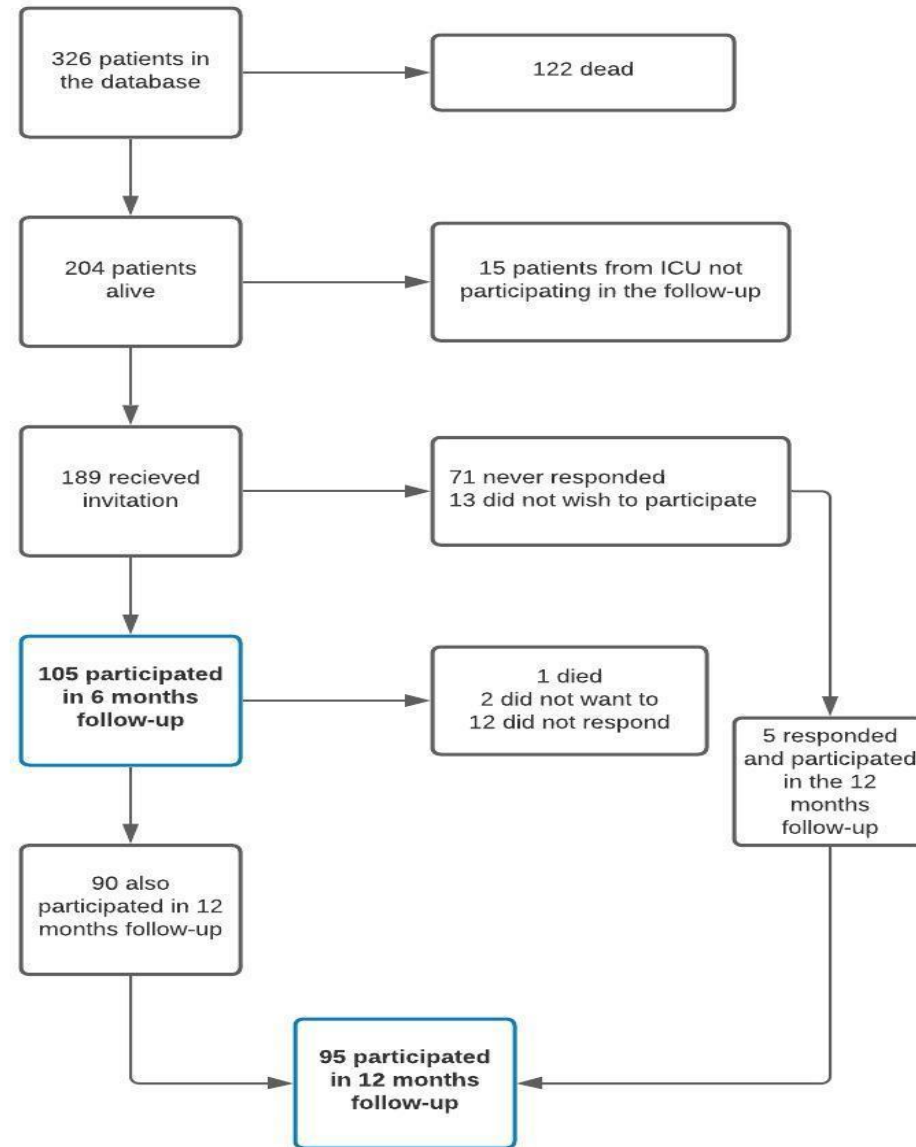 326 patients in
the database
122 dead
204 patients
alive
15 patients from ICU not
participating in the follow-up
189 recieved
invitation
71 never responded
13 did not wish to participate
105 participated
in 6 months
follow-up
1 died
2 did not want to
12 did not respond
5 responded
and participated
in the 12
months
follow-up
90 also
participated in 12
months follow-up
95 participated
in 12 months
follow-up